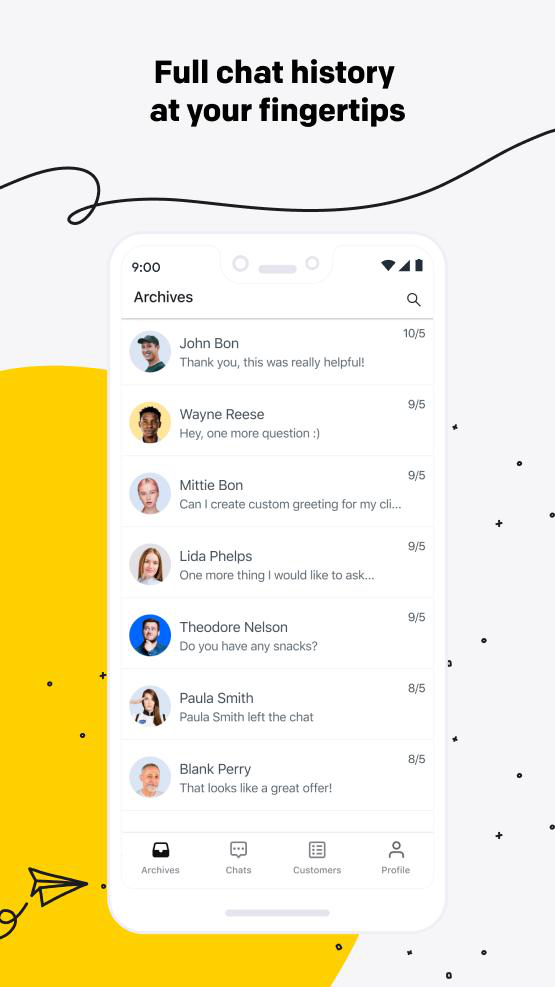 Full chat history
at your fingertips
9:00
Archives
John Bon
10/5
Thank you, this was really helpful!
Wayne Reese
9/5
Hey, one more question :)
Mittie Bon
9/5
Can I create custom greeting for my cli...
Lida Phelps
9/5
One more thing I would like to ask...
Theodore Nelson
9/5
Do you have any snacks?
Paula Smith
8/5
Paula Smith left the chat
Blank Perry
8/5
That looks like a great offer!
Archives
Chats
Customers
Profile